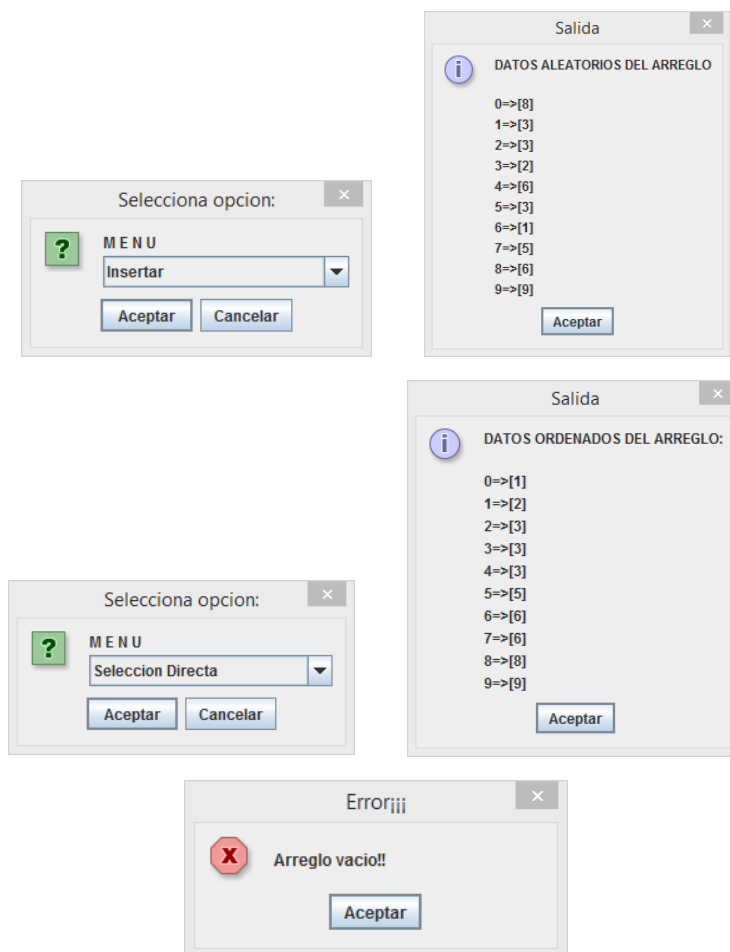 Salida
DATOS ALEATORIOS DEL ARREGLO
0=>[8]
1=>[3]
2=>[3]
3=>[2]
4=>[6]
5=>[3]
6=>[1]
7=>[5]
8=>[6]
9=>[9]
Aceptar
Selecciona opcion:
M E N U
Insertar
Aceptar Cancelar
Salida
DATOS ORDENADOS DEL ARREGLO:
0=>[1]
1=>[2]
2=>[3]
3=>[3]
4=>[3]
5=>[5]
6=>[6]
7=>[6]
8=>[8]
9=>[9]
Aceptar
Selecciona opcion:
M E N U
Seleccion Directa
Aceptar Cancelar
Error¡¡¡
Arreglo vacio!!
Aceptar